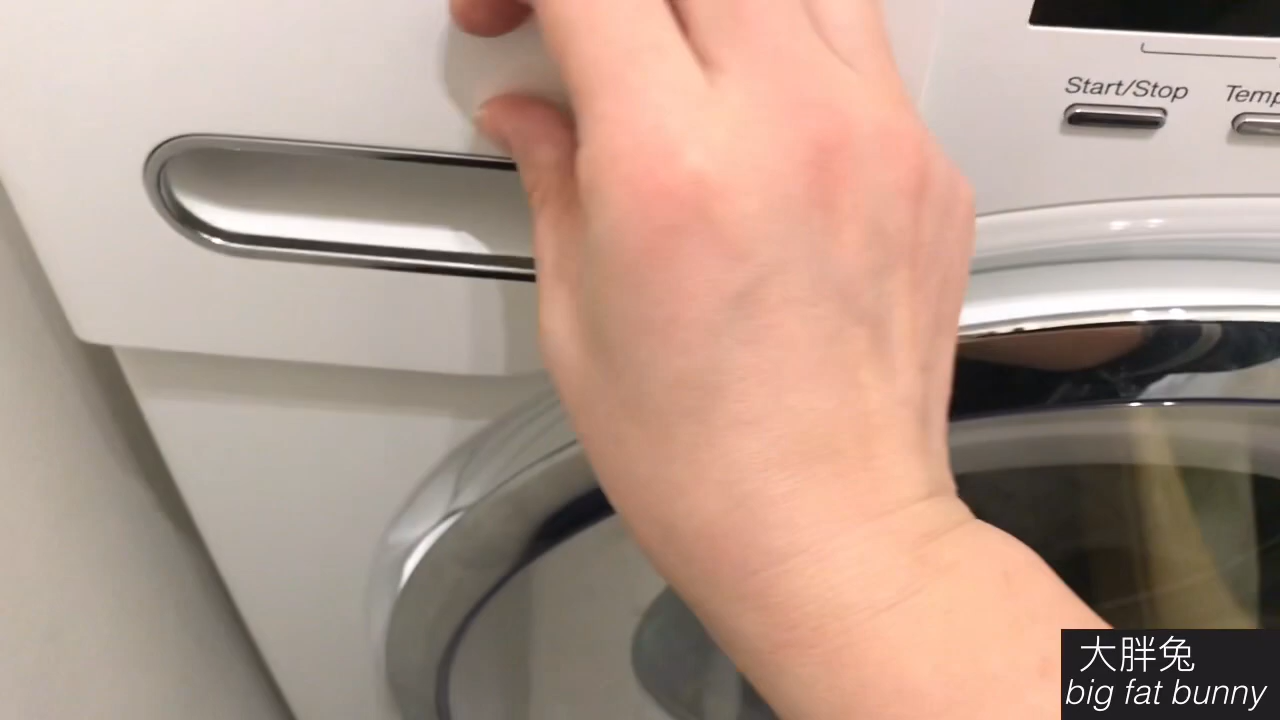 Start/Stop
Temp
大胖兔
big fat bunny